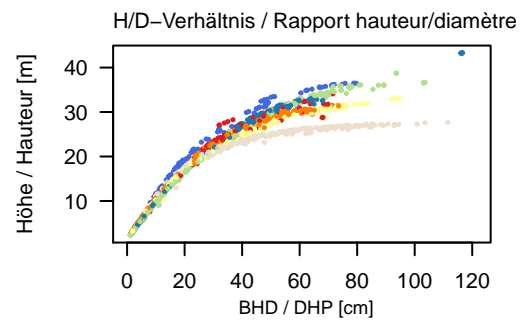 H/D−Verhältnis / Rapport hauteur/diamètre
Höhe / Hauteur [m]
40
30
20
10
0 20 40 60 80 100 120
BHD / DHP [cm]